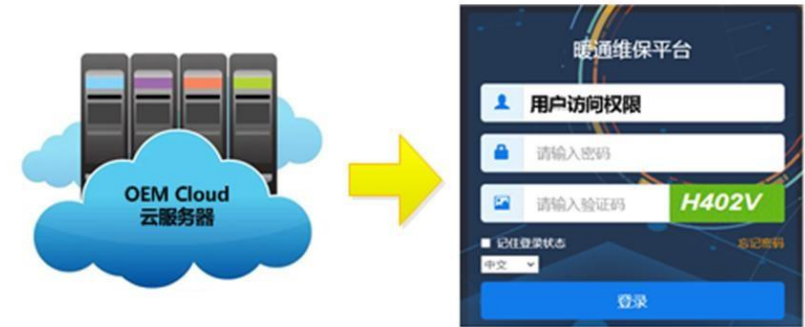 OEM Cloud
云服务器
暖通维保平台
用户访问权限
请输入密码
请输入验证码
H402V
记住登录状态
忘记密码
中文
登录